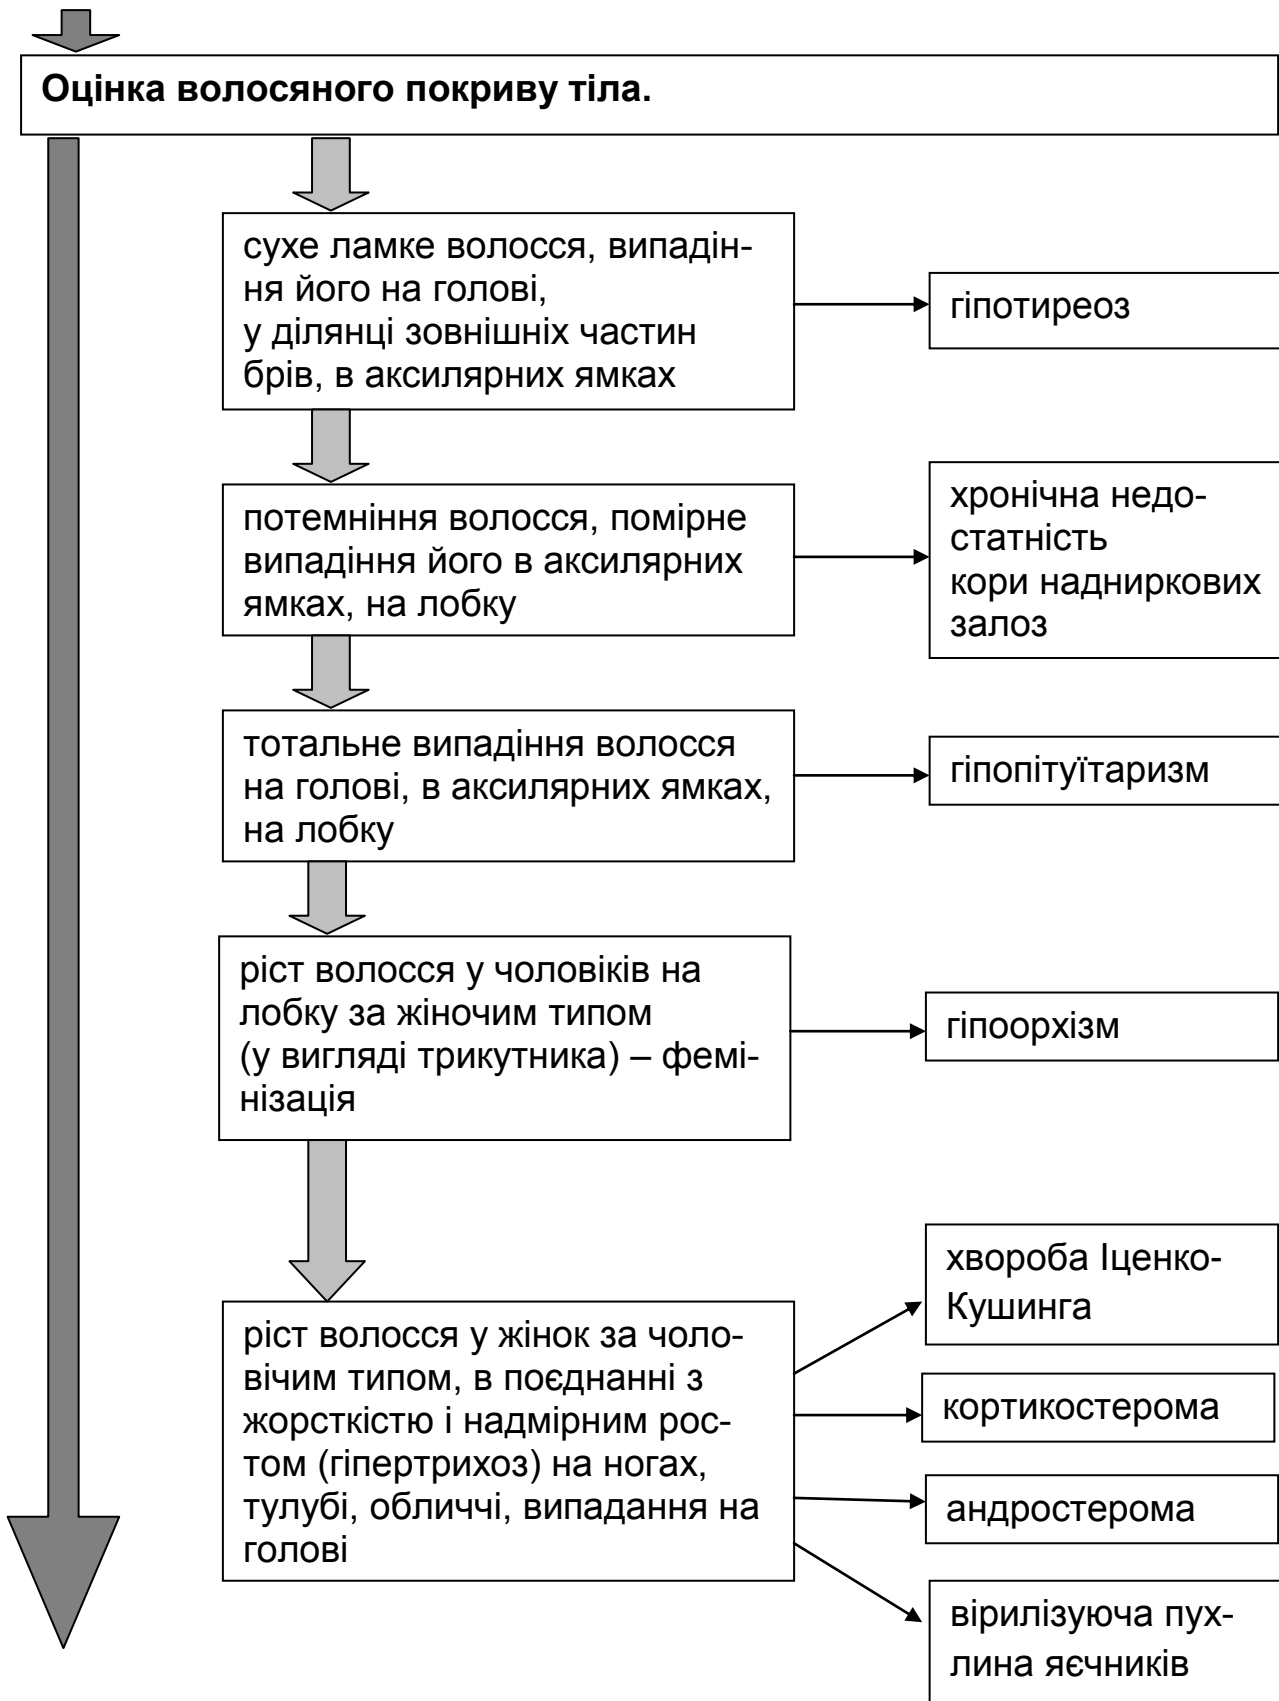 Оцінка волосяного покриву тіла.
сухе ламке волосся, випадін-
ня його на голові,
у ділянці зовнішніх частин
брів, в аксилярних ямках
гіпотиреоз
потемніння волосся, помірне
випадіння його в аксилярних
ямках, на лобку
хронічна недо-
статність
кори надниркових
залоз
тотальне випадіння волосся
на голові, в аксилярних ямках,
на лобку
гіпопітуїтаризм
ріст волосся у чоловіків на
лобку за жіночим типом
(у вигляді трикутника) – фемі-
нізація
гіпоорхізм
ріст волосся у жінок за чоло-
вічим типом, в поєднанні з
жорсткістю і надмірним рос-
том (гіпертрихоз) на ногах,
тулубі, обличчі, випадання на
голові
хвороба Іценко-
Кушинга
кортикостерома
андростерома
вірилізуюча пух-
лина яєчників